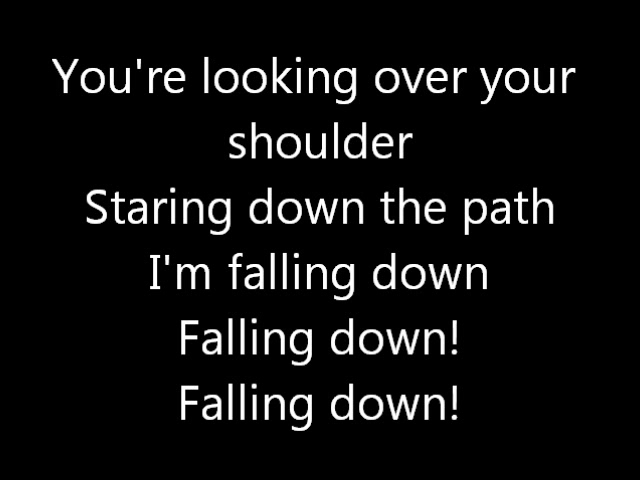 You're looking over your
shoulder
Staring down the path
I'm falling down
Falling down!
Falling down!